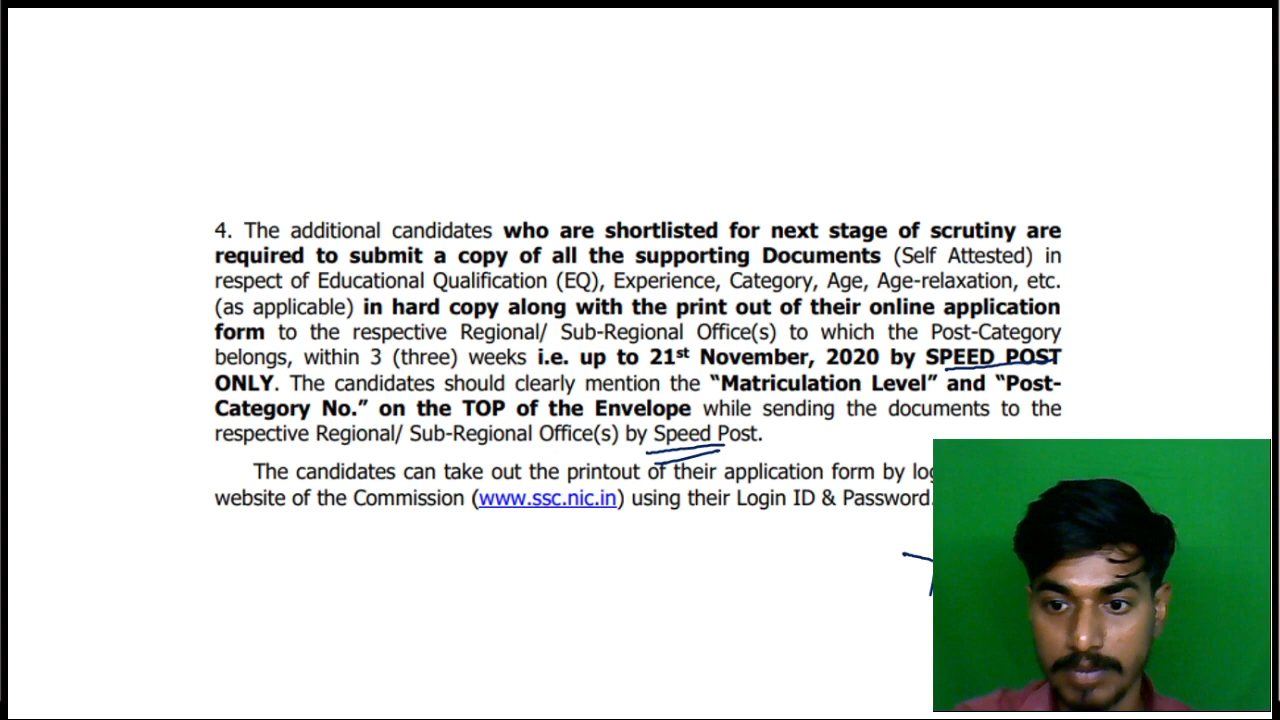 4. The additional candidates who are shortlisted for next stage of scrutiny are
required to submit a copy of all the supporting Documents (Self Attested) in
respect of Educational Qualification (EQ), Experience, Category, Age, Age-relaxation, etc.
(as applicable) in hard copy along with the print out of their online application
form to the respective Regional/ Sub-Regional Office(s) to which the Post-Category
belongs, within 3 (three) weeks i.e. up to 21st November, 2020 by SPEED POST
ONLY. The candidates should clearly mention the “Matriculation Level” and “Post-
Category No.” on the TOP of the Envelope while sending the documents to the
respective Regional/ Sub-Regional Office(s) by Speed Post.
The candidates can take out the printout of their application form by
website of the Commission (www.ssc.nic.in) using their Login ID & Password.